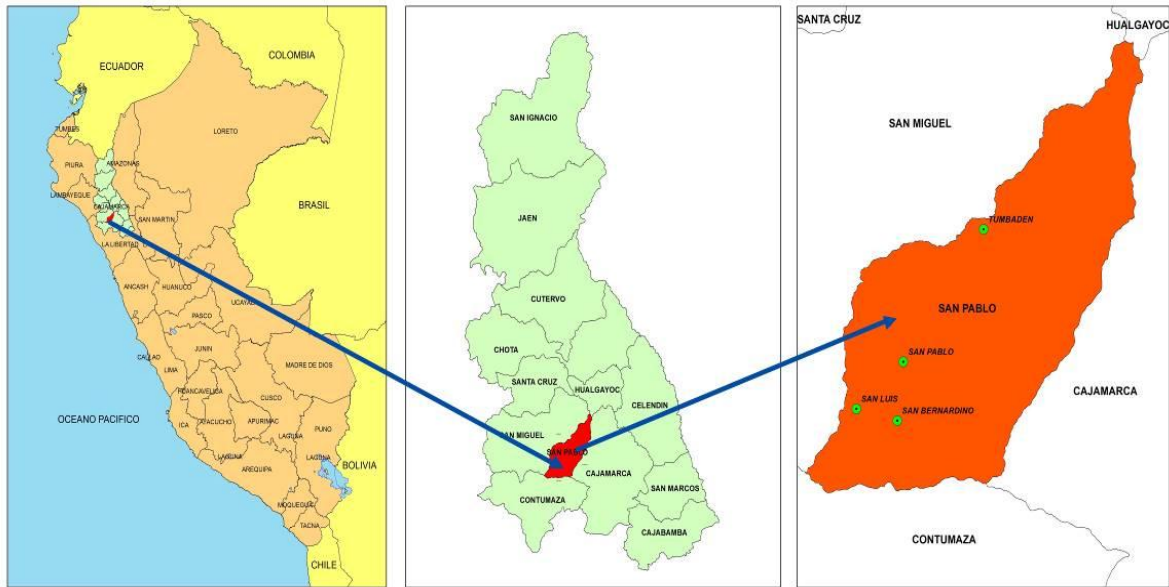 COLOMBIA
ECUADOR
TUMBES
LORETO
PIURA
AMAZONAS
LAMBAYEQUE
CAJAMARCA
SAN MARTIN
BRASIL
LA LIBERTAD
ANCASH
HUANUCO
UCAYALI
PASCO
JUNIN
CALLAO
LIMA
MADRE DE DIOS
HUANCAVELICA
CUSCO
OCEANO PACIFICO
ICA
AYACUCHO
APURIMAC
LAGUNA
PUNO
LAGUNA
LAGUNA
BOLIVIA
AREQUIPA
MOQUEGUA
TACNA
CHILE
SAN IGNACIO
JAEN
CUTERVO
CHOTA
SANTA CRUZ
HUALGAYOC
CELENDIN
SAN MIGUEL
SAN PABLO
CAJAMARCA
SAN MARCOS
CONTUMAZA
CAJABAMBA
SANTA CRUZ
HUALGAYOC
SAN MIGUEL
TUMBADEN
SAN PABLO
SAN PABLO
CAJAMARCA
SAN LUIS
SAN BERNARDINO
CONTUMAZA